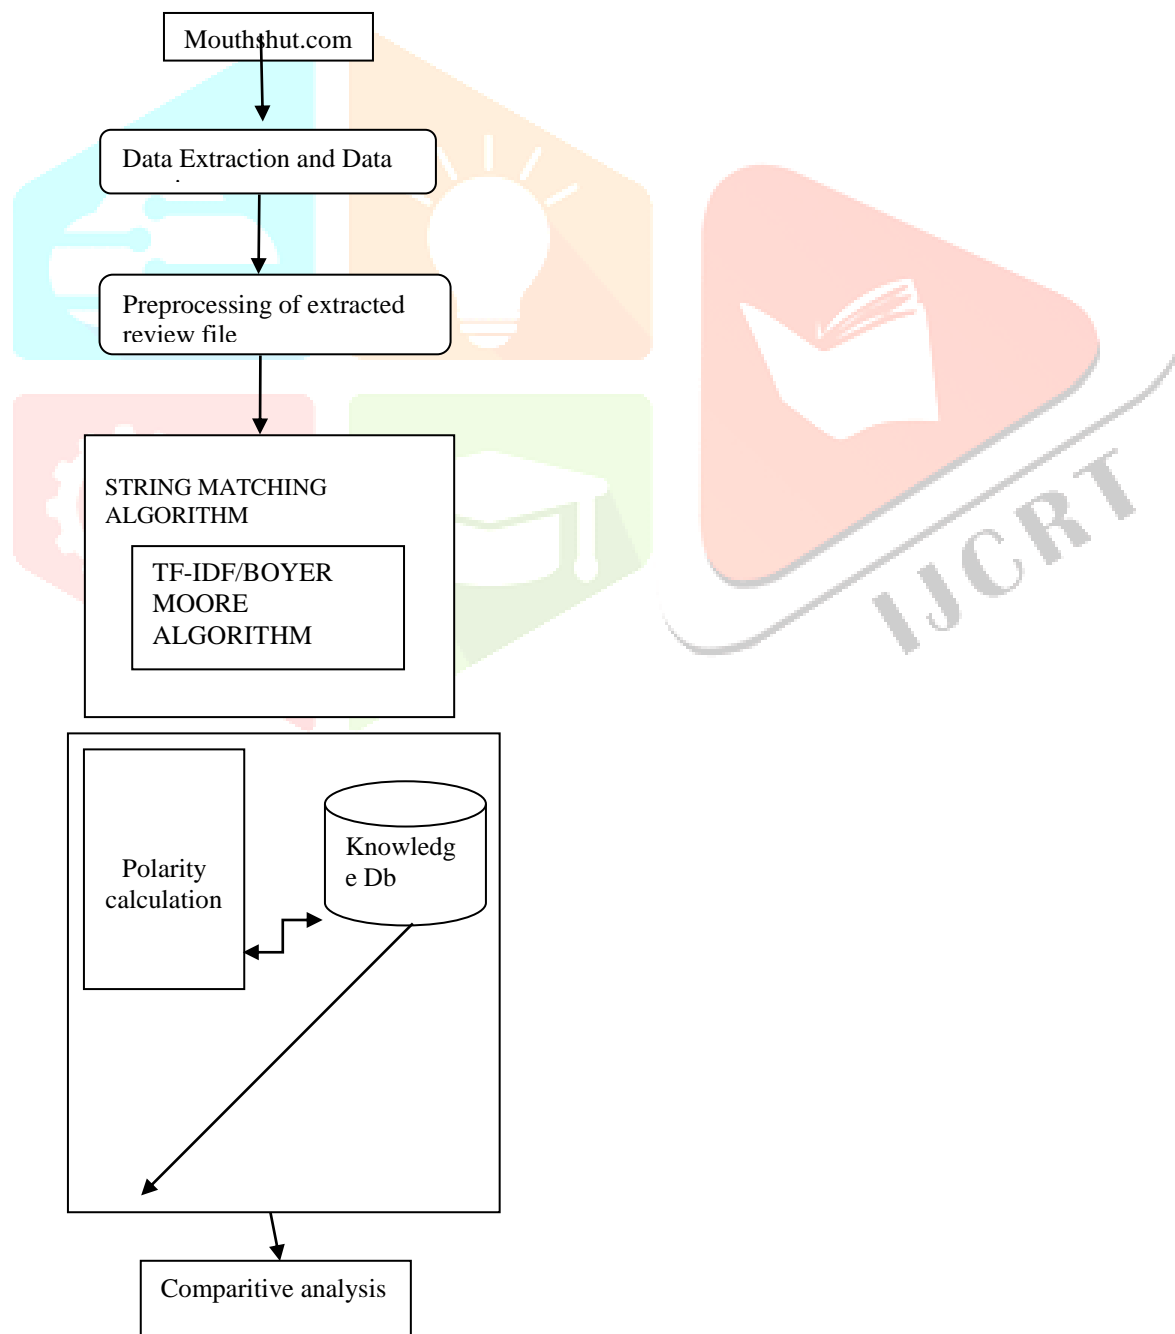 Mouthshut.com
Data Extraction and Data
Preprocessing of extracted
review file
STRING MATCHING
ALGORITHM
TF-IDF/BOYER
MOORE
ALGORITHM
Polarity
calculation
Knowledg
e Db
Comparitive analysis
IJCRT